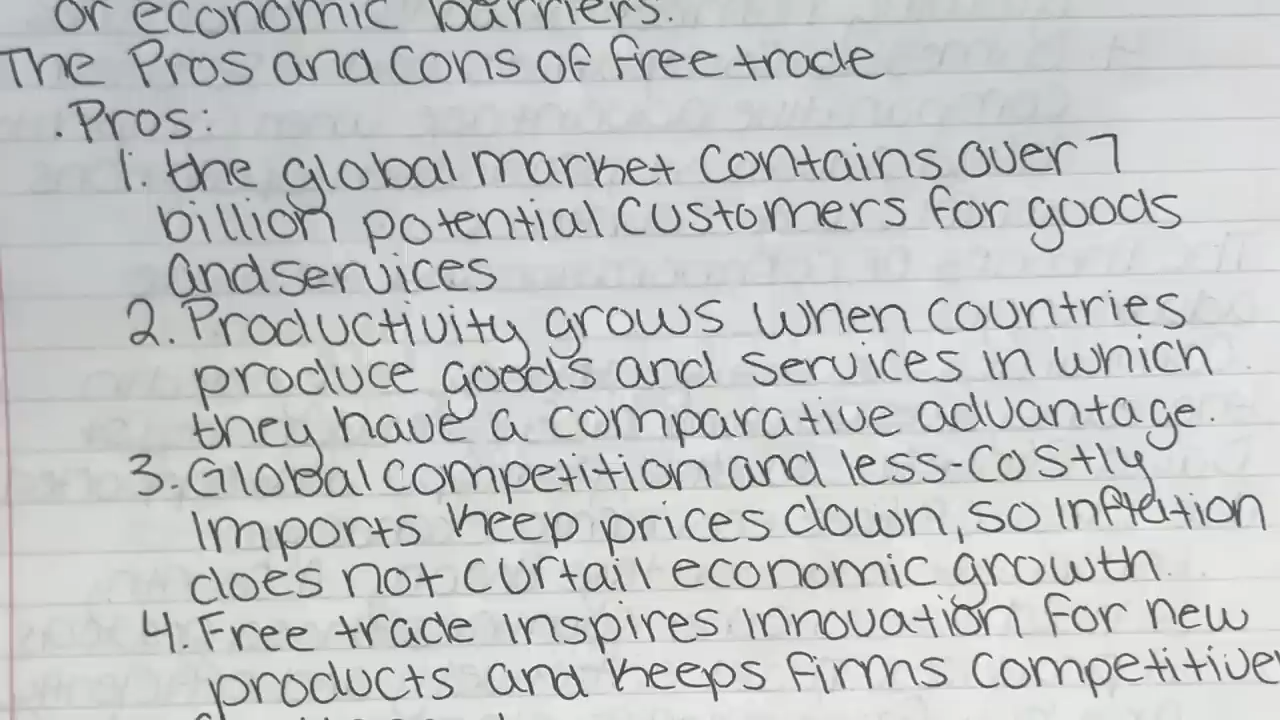 or economic barriers.
The Pros and cons of free trade
. Pros:
1. the global market contains over 7
billion potential customers for goods
and services
2. Productivity grows when countries
produce goods and services in which
they have a comparative advantage.
3. Global competition and less-costly
imports keep prices down, so inflation
does not curtail economic growth.
4. Free trade inspires innovation for new
products and keeps firms competitive